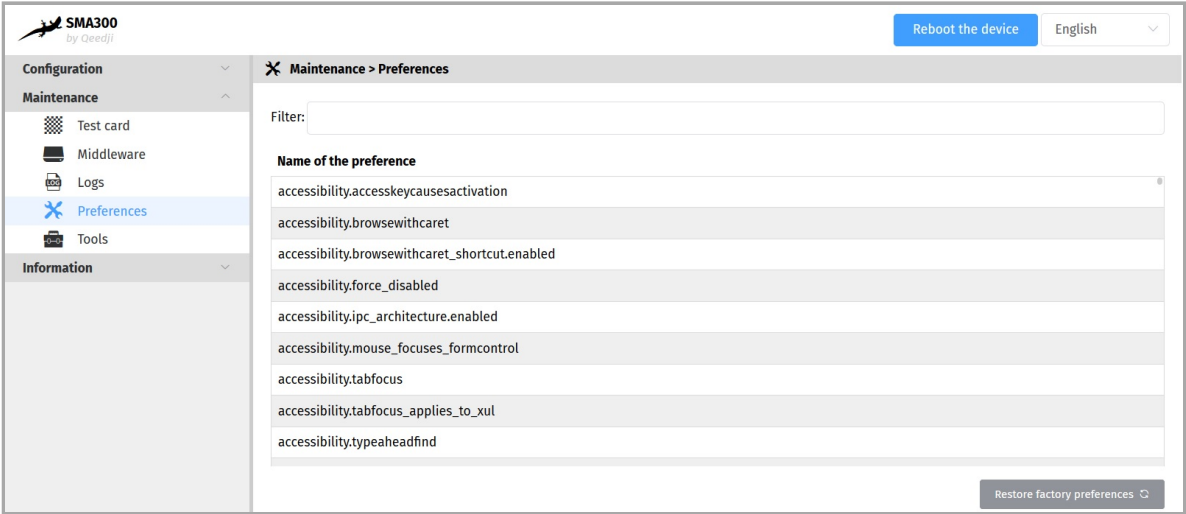 SMA300
by Qeedji
Reboot the device
English
Configuration
Maintenance
Test card
Middleware
LOG
Logs
Preferences
Tools
Information
Maintenance > Preferences
Filter:
Name of the preference
accessibility.accesskeycausesactivation
accessibility.browsewithcaret
accessibility.browsewithcaret_shortcut.enabled
accessibility.force_disabled
accessibility.ipc_architecture.enabled
accessibility.mouse_focuses_formcontrol
accessibility.tabfocus
accessibility.tabfocus_applies_to_xul
accessibility.typeaheadfind
Restore factory preferences